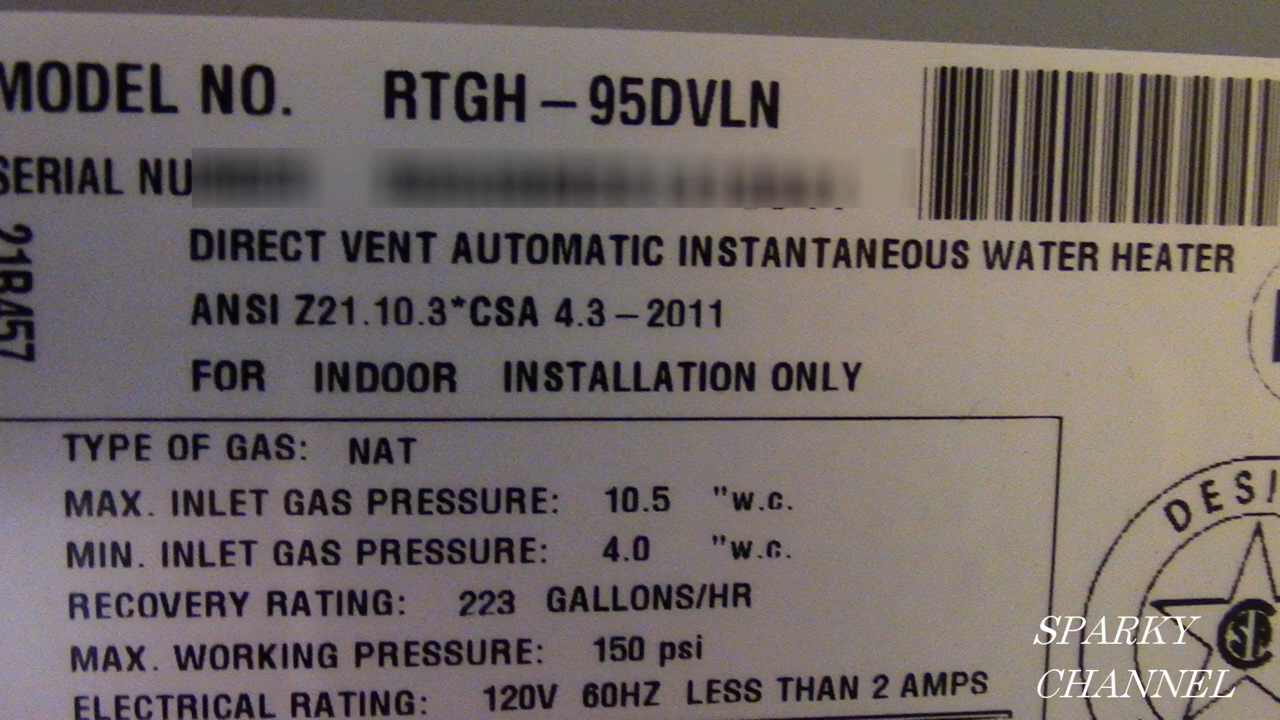 MODEL NO. RTGH-95DVLN
SERIAL NU
21B457
DIRECT VENT AUTOMATIC INSTANTANEOUS WATER HEATER
ANSI Z21.10.3*CSA 4.3-2011
FOR INDOOR INSTALLATION ONLY
TYPE OF GAS: NAT
MAX. INLET GAS PRESSURE: 10.5 "w.c.
MIN. INLET GAS PRESSURE: 4.0 "w.c.
RECOVERY RATING: 223 GALLONS/HR
MAX. WORKING PRESSURE: 150 psi
ELECTRICAL RATING: 120V 60HZ LESS THAN 2 AMPS
DESI
SPARKY
CHANNEL